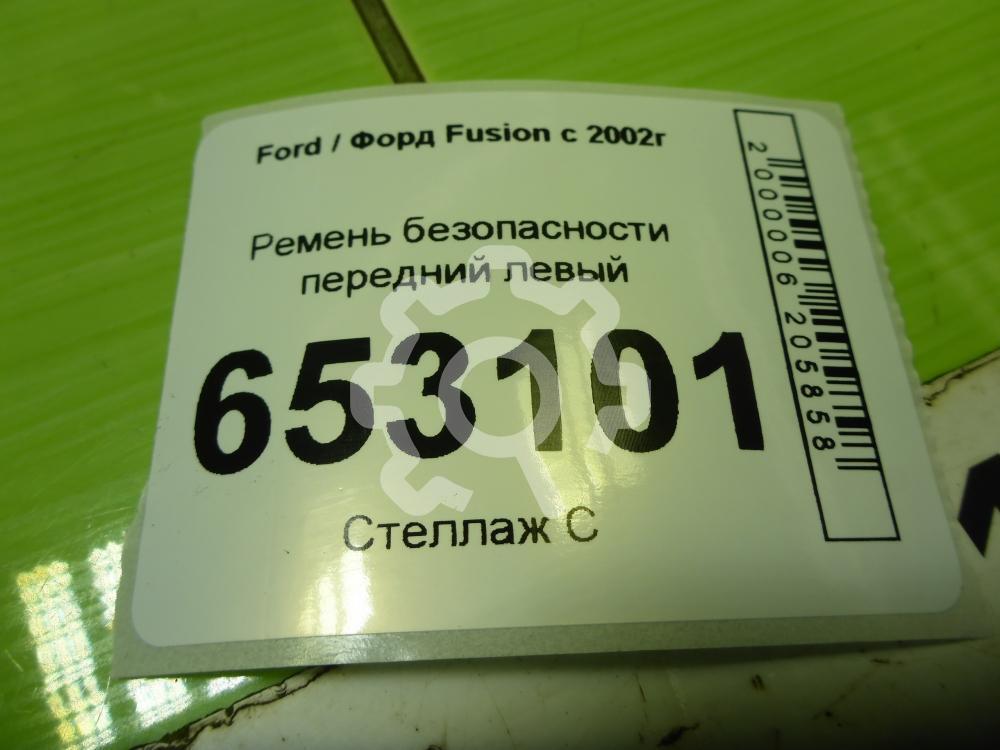 Ford / Форд Fusion с 2002г
Ремень безопасности
передний левый
653101
Стеллаж С
2000006205858